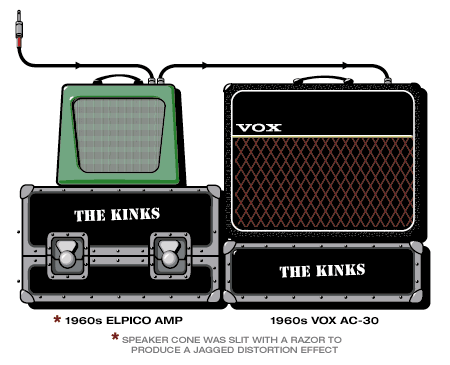 VOX
THE KINKS
THE KINKS
* 1960s ELPICO AMP
1960s VOX AC-30
* SPEAKER CONE WAS SLIT WITH A RAZOR TO
PRODUCE A JAGGED DISTORTION EFFECT